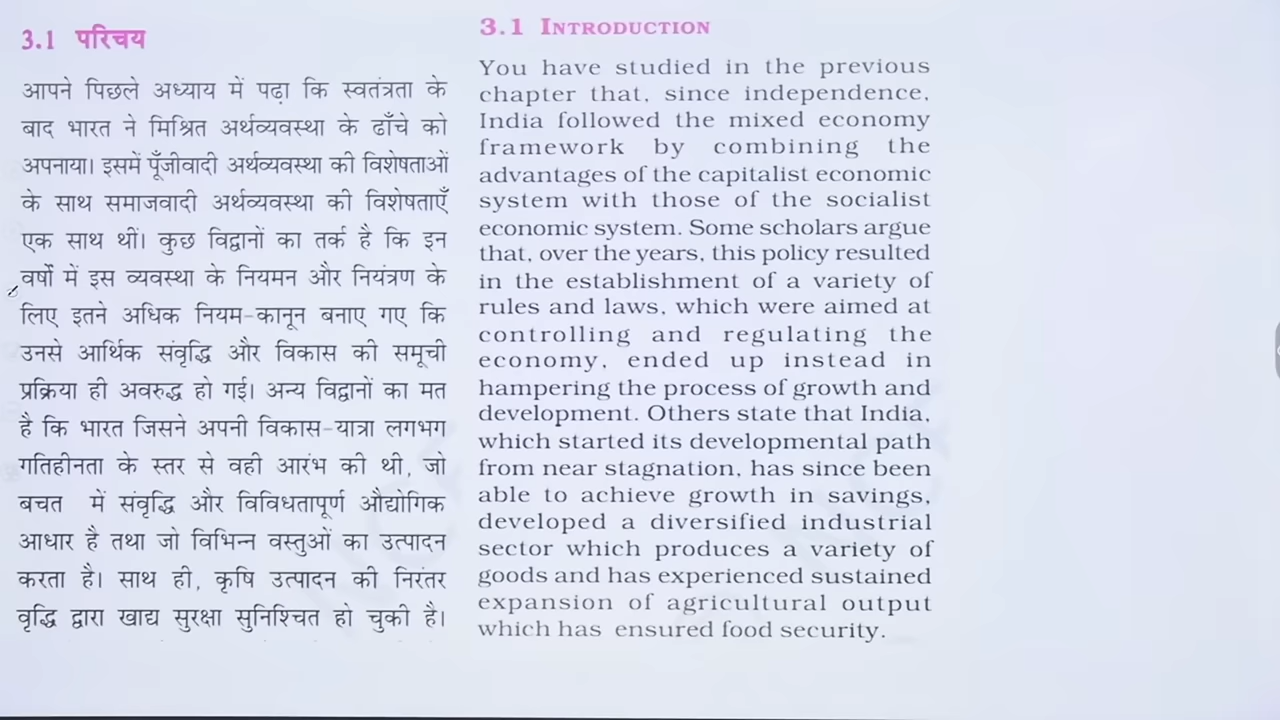 3.1 परिचय
आपने पिछले अध्याय में पढ़ा कि स्वतंत्रता के
बाद भारत ने मिश्रित अर्थव्यवस्था के ढाँचे को
अपनाया। इसमें पूँजीवादी अर्थव्यवस्था की विशेषताओं
के साथ समाजवादी अर्थव्यवस्था की विशेषताएँ
एक साथ थीं। कुछ विद्वानों का तर्क है कि इन
वर्षों में इस व्यवस्था के नियमन और नियंत्रण के
लिए इतने अधिक नियम-कानून बनाए गए कि
उनसे आर्थिक संवृद्धि और विकास की समूची
प्रक्रिया ही अवरुद्ध हो गई। अन्य विद्वानों का मत
है कि भारत जिसने अपनी विकास-यात्रा लगभग
गतिहीनता के स्तर से वही आरंभ की थी, जो
बचत में संवृद्धि और विविधतापूर्ण औद्योगिक
आधार है तथा जो विभिन्न वस्तुओं का उत्पादन
करता है। साथ ही, कृषि उत्पादन की निरंतर
वृद्धि द्वारा खाद्य सुरक्षा सुनिश्चित हो चुकी है।
3.1 INTRODUCTION
You have studied in the previous
chapter that, since independence,
India followed the mixed economy
framework by combining the
advantages of the capitalist economic
system with those of the socialist
economic system. Some scholars argue
that, over the years, this policy resulted
in the establishment of a variety of
rules and laws, which were aimed at
controlling and regulating the
economy, ended up instead in
hampering the process of growth and
development. Others state that India,
which started its developmental path
from near stagnation, has since been
able to achieve growth in savings,
developed a diversified industrial
sector which produces a variety of
goods and has experienced sustained
expansion of agricultural output
which has ensured food security.